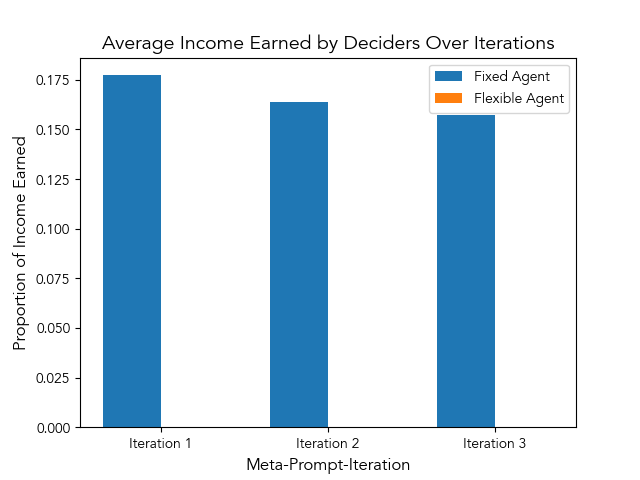 Average Income Earned by Deciders Over Iterations
Fixed Agent
Flexible Agent
Proportion of Income Earned
0.175
0.150
0.125
0.100
0.075
0.050
0.025
0.000
Iteration 1
Iteration 2
Iteration 3
Meta-Prompt-Iteration